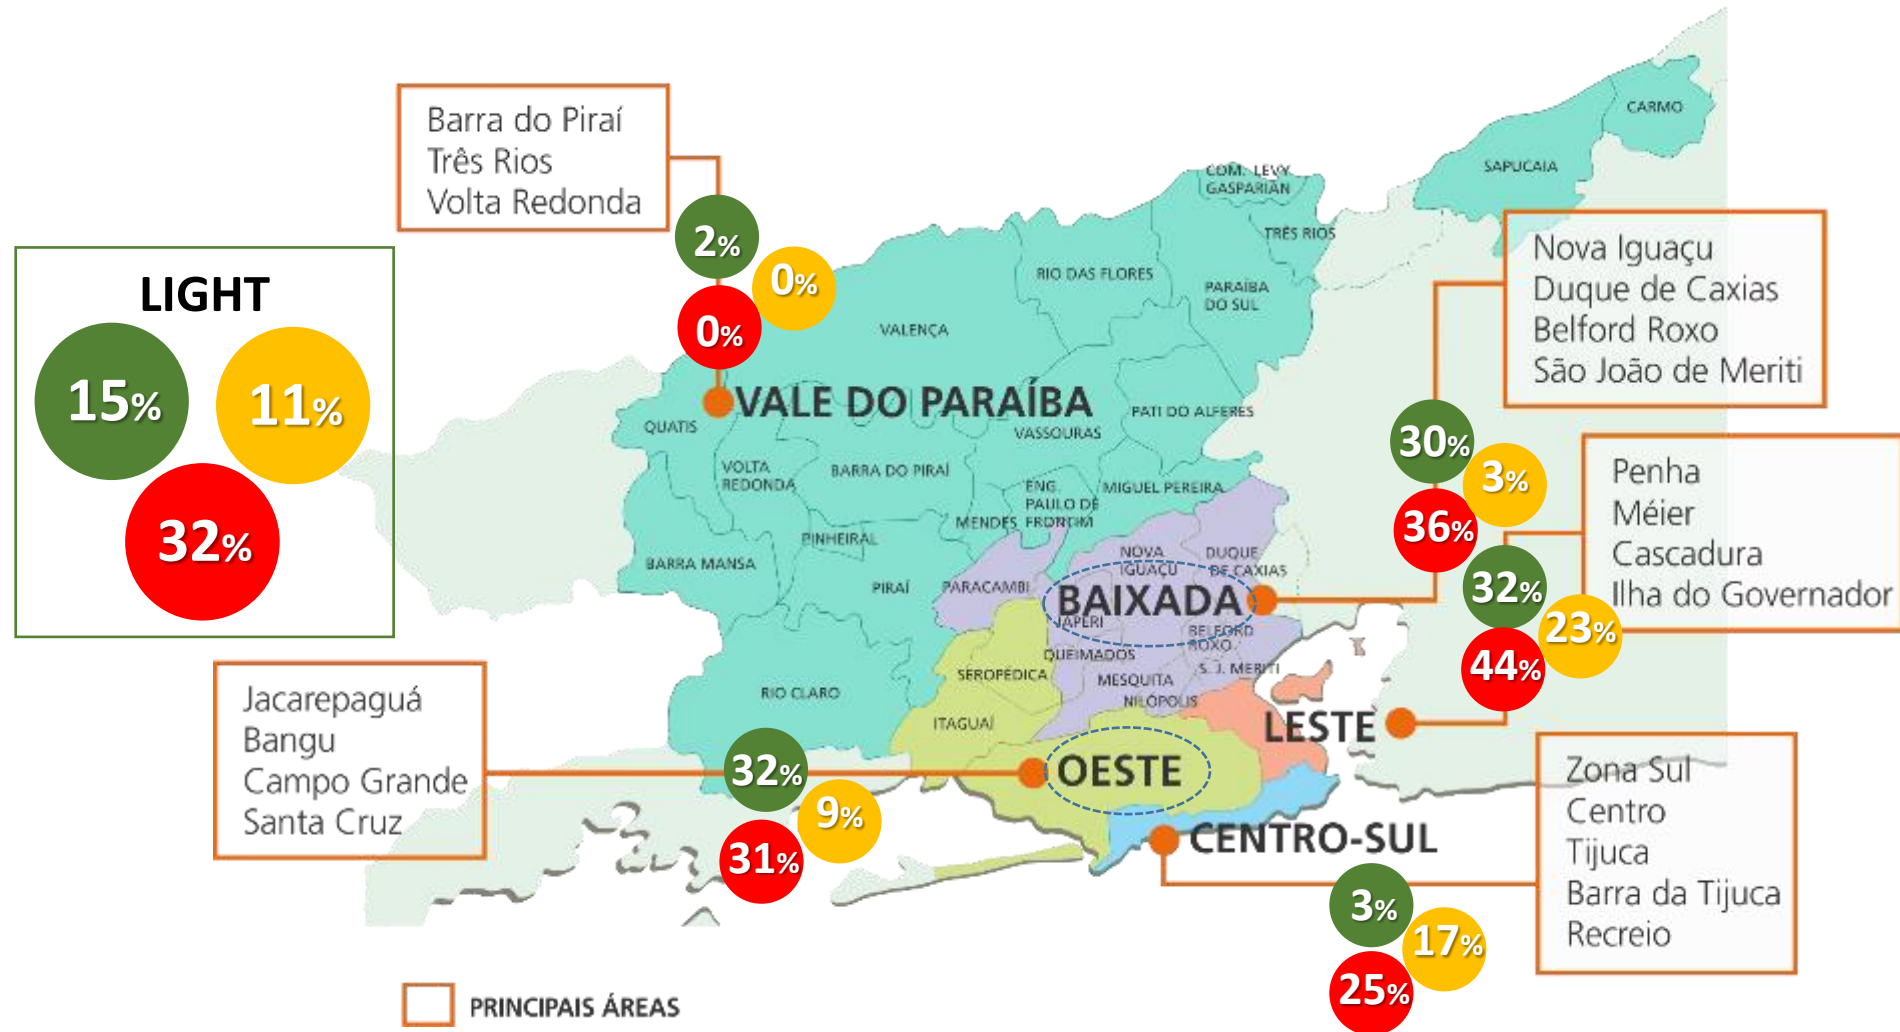 Barra do Piraí
Três Rios
Volta Redonda
2%
0%
0%
LIGHT
15%
11%
32%
CARMO
SAPUCAIA
COM. LEVY
GASPARIAN
TRÊS RIOS
RIO DAS FLORES
PARAÍBA
DO SUL
VALENÇA
VALE DO PARAÍBA
PATI DO ALFERES
QUATIS
VASSOURAS
VOLTA
REDONDA
BARRA DO PIRAÍ
ENG.
PAULO DE
FRONTIM
MIGUEL PEREIRA
MENDES
PINHEIRAL
BARRA MANSA
PIRAÍ
PARACAMBI
NOVA
IGUAÇU
DUQUE
DE CAXIAS
BAIXADA
JAPERI
BELFORD
ROXO
QUEIMADOS
S. J. MERITI
SEROPÉDICA
MESQUITA
NILÓPOLIS
RIO CLARO
ITAGUAÍ
LESTE
OESTE
CENTRO-SUL
Nova Iguaçu
Duque de Caxias
Belford Roxo
São João de Meriti
30%
3%
36%
Penha
Méier
Cascadura
Ilha do Governador
32%
23%
44%
Jacarepaguá
Bangu
Campo Grande
Santa Cruz
32%
9%
31%
Zona Sul
Centro
Tijuca
Barra da Tijuca
Recreio
3%
17%
25%
PRINCIPAIS ÁREAS